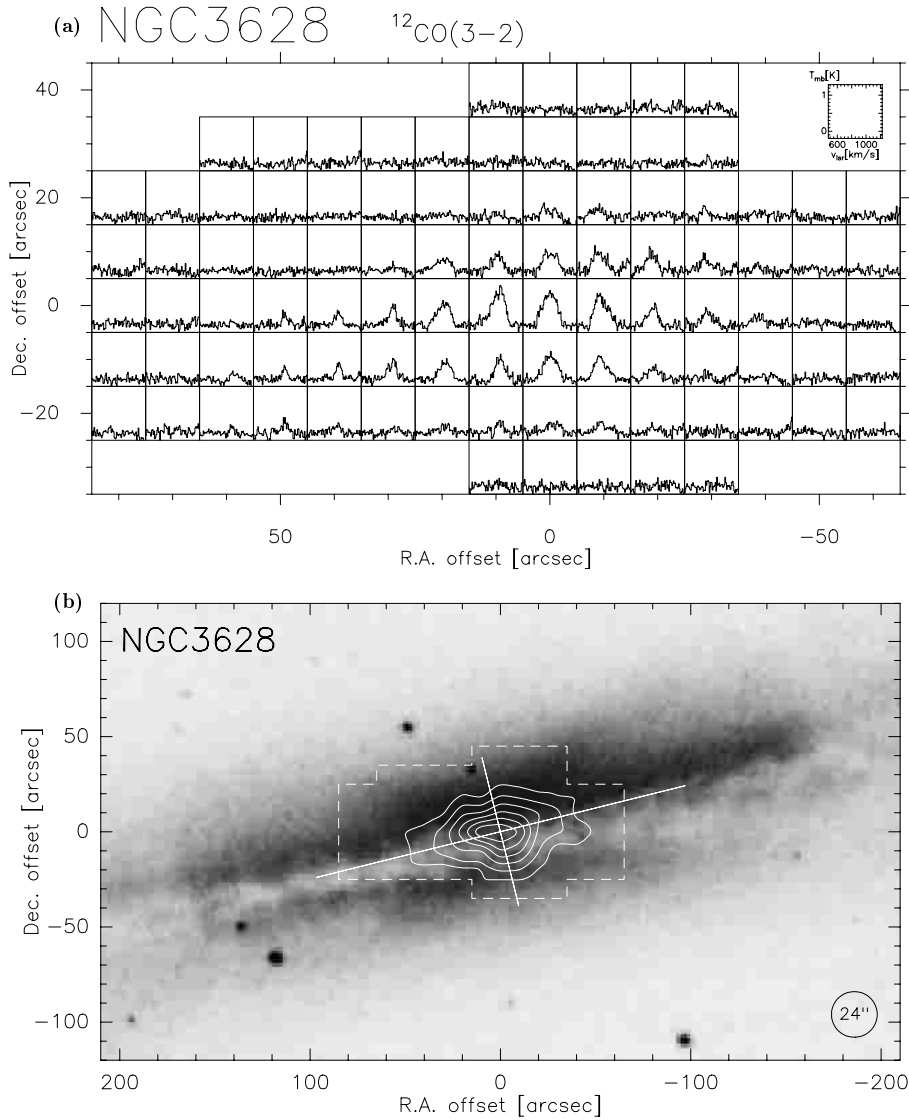 (a) NGC3628 ¹²CO(3−2)
T_mb[K]
1
0
600 1000
v_lsr[km/s]
40
20
0
−20
Dec. offset [arcsec]
50 0 −50
R.A. offset [arcsec]
(b)
NGC3628
100
50
0
−50
−100
Dec. offset [arcsec]
24"
200 100 0 −100 −200
R.A. offset [arcsec]